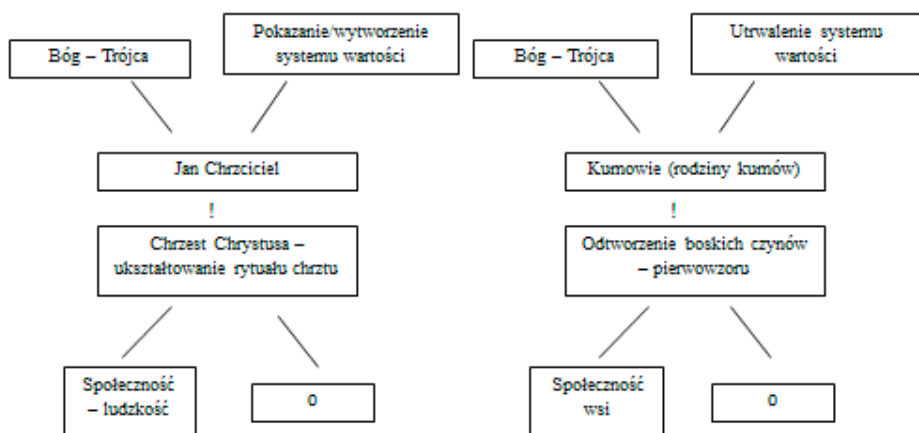 Bóg – Trójca
Pokazanie/wytworzenie
systemu wartości
Jan Chrzciciel
!
Chrzest Chrystusa –
ukształtowanie rytuału chrztu
Społeczność
– ludzkość
0
Bóg – Trójca
Utrwalenie systemu
wartości
Kumowie (rodziny kumów)
!
Odtworzenie boskich czynów
– pierwowzoru
Społeczność
wsi
0